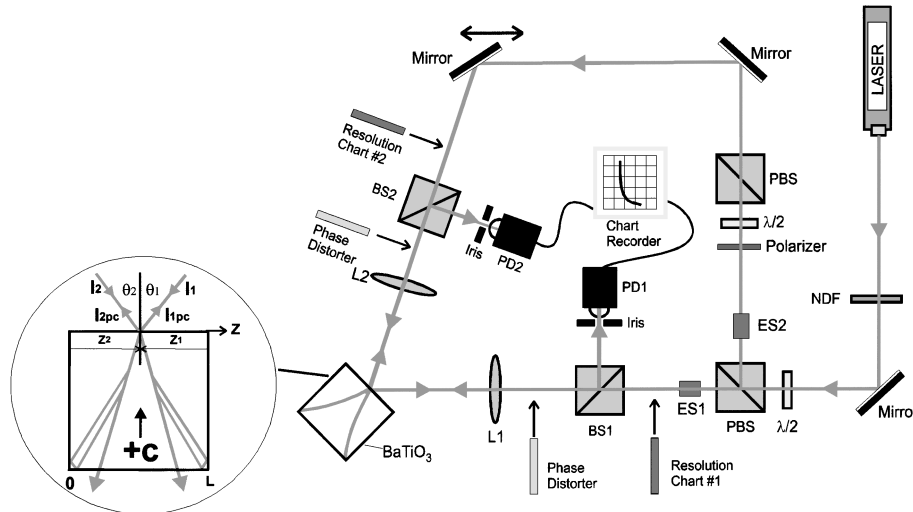 Mirror
Mirror
LASER
Resolution
Chart #2
BS2
PBS
Phase
Distorter
Iris
PD2
Chart
Recorder
λ/2
Polarizer
L2
PD1
NDF
Iris
ES2
I2 θ2 θ1 I1
I2pc I1pc
Z
Z2 Z1
+C
0 L
BaTiO3
L1
BS1
ES1
PBS
λ/2
Mirro
Phase
Distorter
Resolution
Chart #1